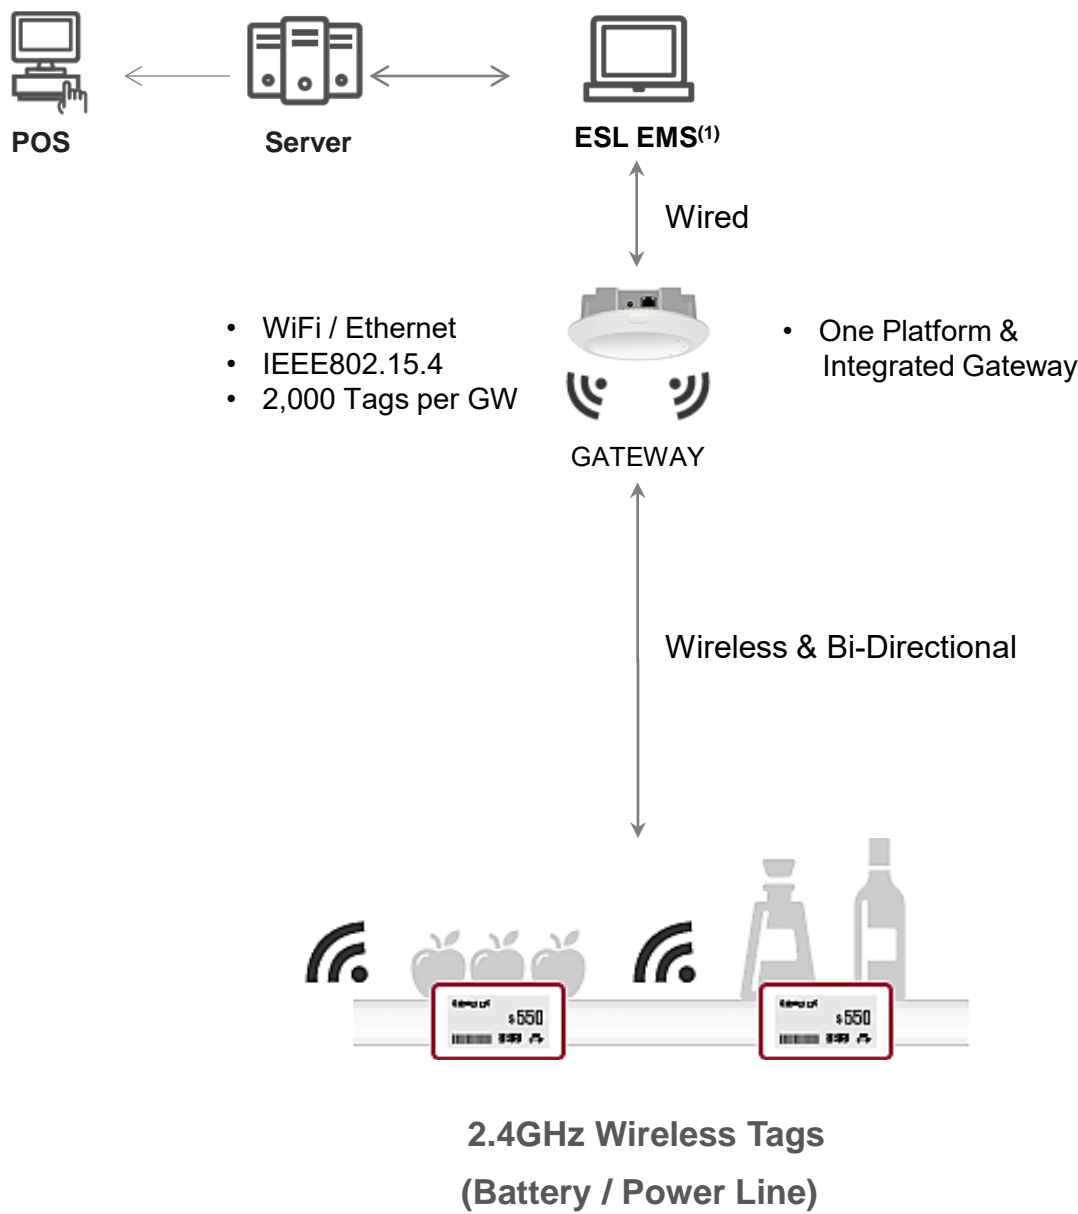 POS
Server
ESL EMS(1)
Wired
• WiFi / Ethernet
• IEEE802.15.4
• 2,000 Tags per GW
• One Platform &
Integrated Gateway
GATEWAY
Wireless & Bi-Directional
$550
$550
2.4GHz Wireless Tags
(Battery / Power Line)